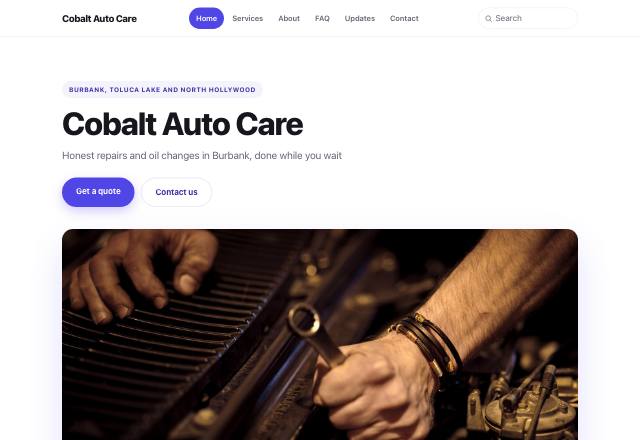 Cobalt Auto Care
Home Services About FAQ Updates Contact
Search
BURBANK, TOLUCA LAKE AND NORTH HOLLYWOOD
Cobalt Auto Care
Honest repairs and oil changes in Burbank, done while you wait
Get a quote Contact us